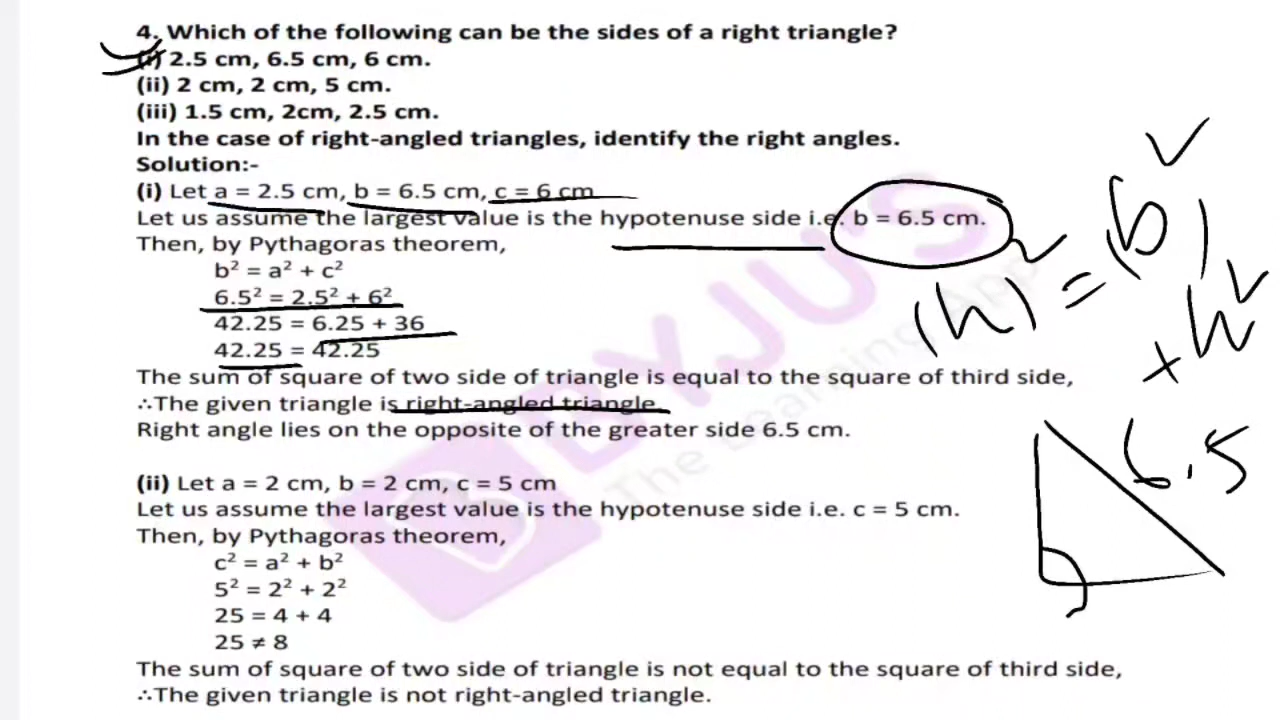 4. Which of the following can be the sides of a right triangle?
(i) 2.5 cm, 6.5 cm, 6 cm.
(ii) 2 cm, 2 cm, 5 cm.
(iii) 1.5 cm, 2cm, 2.5 cm.
In the case of right-angled triangles, identify the right angles.
Solution:-
(i) Let a = 2.5 cm, b = 6.5 cm, c = 6 cm
Let us assume the largest value is the hypotenuse side i.e. b = 6.5 cm.
Then, by Pythagoras theorem,
b² = a² + c²
6.5² = 2.5² + 6²
42.25 = 6.25 + 36
42.25 = 42.25
The sum of square of two side of triangle is equal to the square of third side,
∴The given triangle is right-angled triangle.
Right angle lies on the opposite of the greater side 6.5 cm.
(ii) Let a = 2 cm, b = 2 cm, c = 5 cm
Let us assume the largest value is the hypotenuse side i.e. c = 5 cm.
Then, by Pythagoras theorem,
c² = a² + b²
5² = 2² + 2²
25 = 4 + 4
25 ≠ 8
The sum of square of two side of triangle is not equal to the square of third side,
∴The given triangle is not right-angled triangle.
(h) = (b)
+ h
6.5
BYJU'S
The Learning App